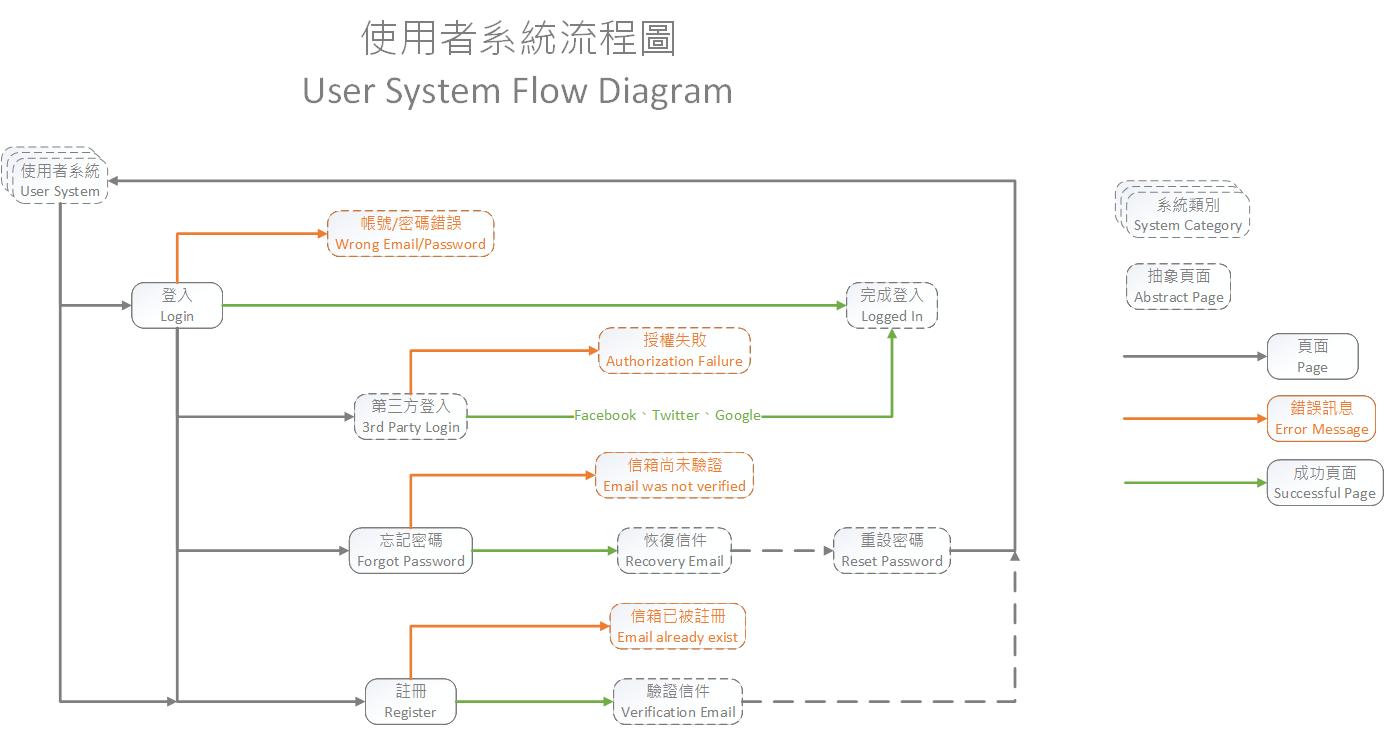 使用者系統流程圖
User System Flow Diagram
使用者系統
User System
帳號/密碼錯誤
Wrong Email/Password
登入
Login
完成登入
Logged In
授權失敗
Authorization Failure
第三方登入
3rd Party Login
Facebook、Twitter、Google
信箱尚未驗證
Email was not verified
忘記密碼
Forgot Password
恢復信件
Recovery Email
重設密碼
Reset Password
信箱已被註冊
Email already exist
註冊
Register
驗證信件
Verification Email
系統類別
System Category
抽象頁面
Abstract Page
頁面
Page
錯誤訊息
Error Message
成功頁面
Successful Page